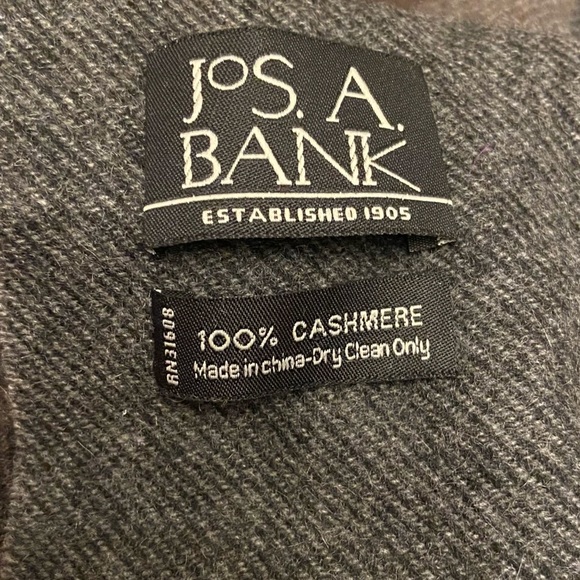 JOS. A.
BANK
ESTABLISHED 1905
100% CASHMERE
Made in china-Dry Clean Only
RN31608